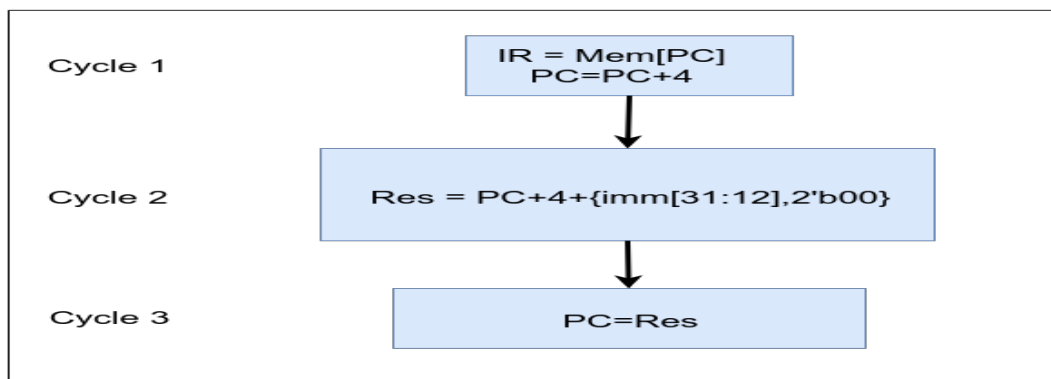 Cycle 1
IR = Mem[PC]
PC=PC+4
Cycle 2
Res = PC+4+{imm[31:12],2'b00}
Cycle 3
PC=Res